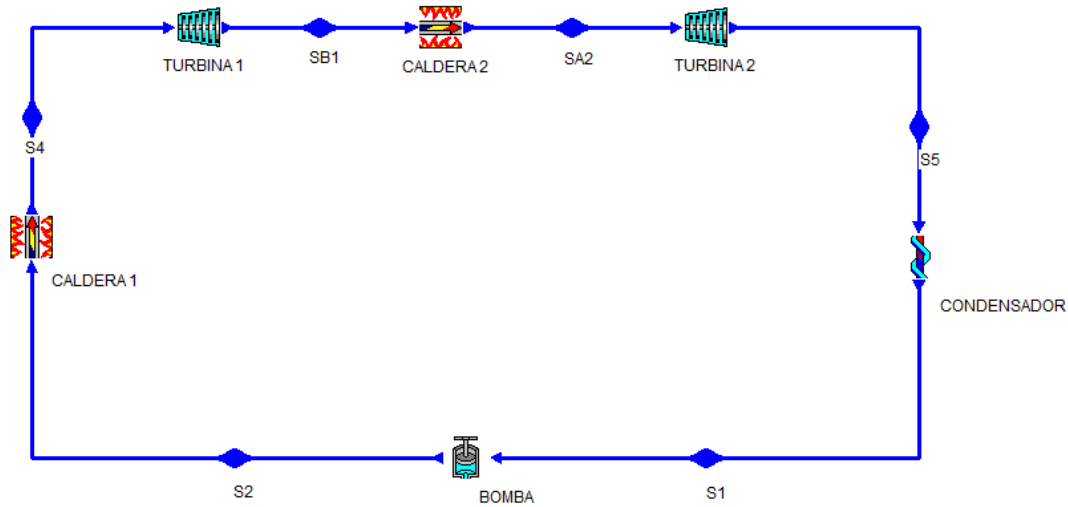 TURBINA 1
SB1
CALDERA 2
SA2
TURBINA 2
S4
S5
CALDERA 1
CONDENSADOR
S2
BOMBA
S1